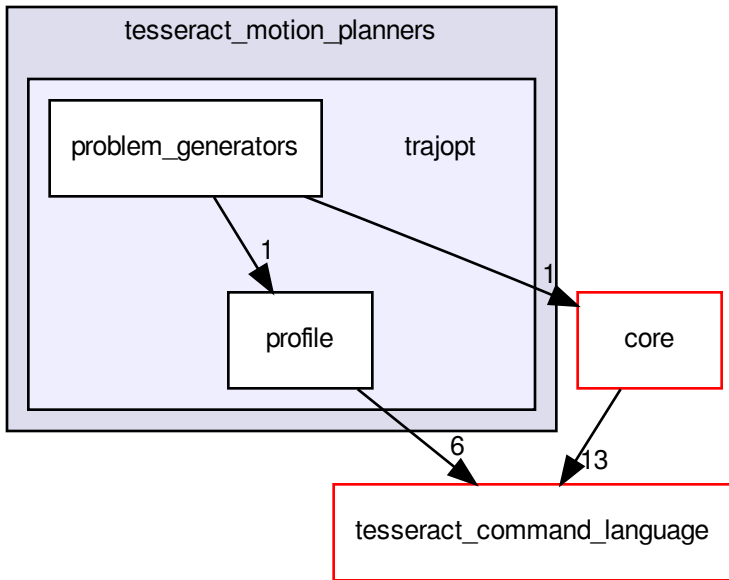 tesseract_motion_planners
problem_generators
trajopt
1
1
profile
core
6
13
tesseract_command_language